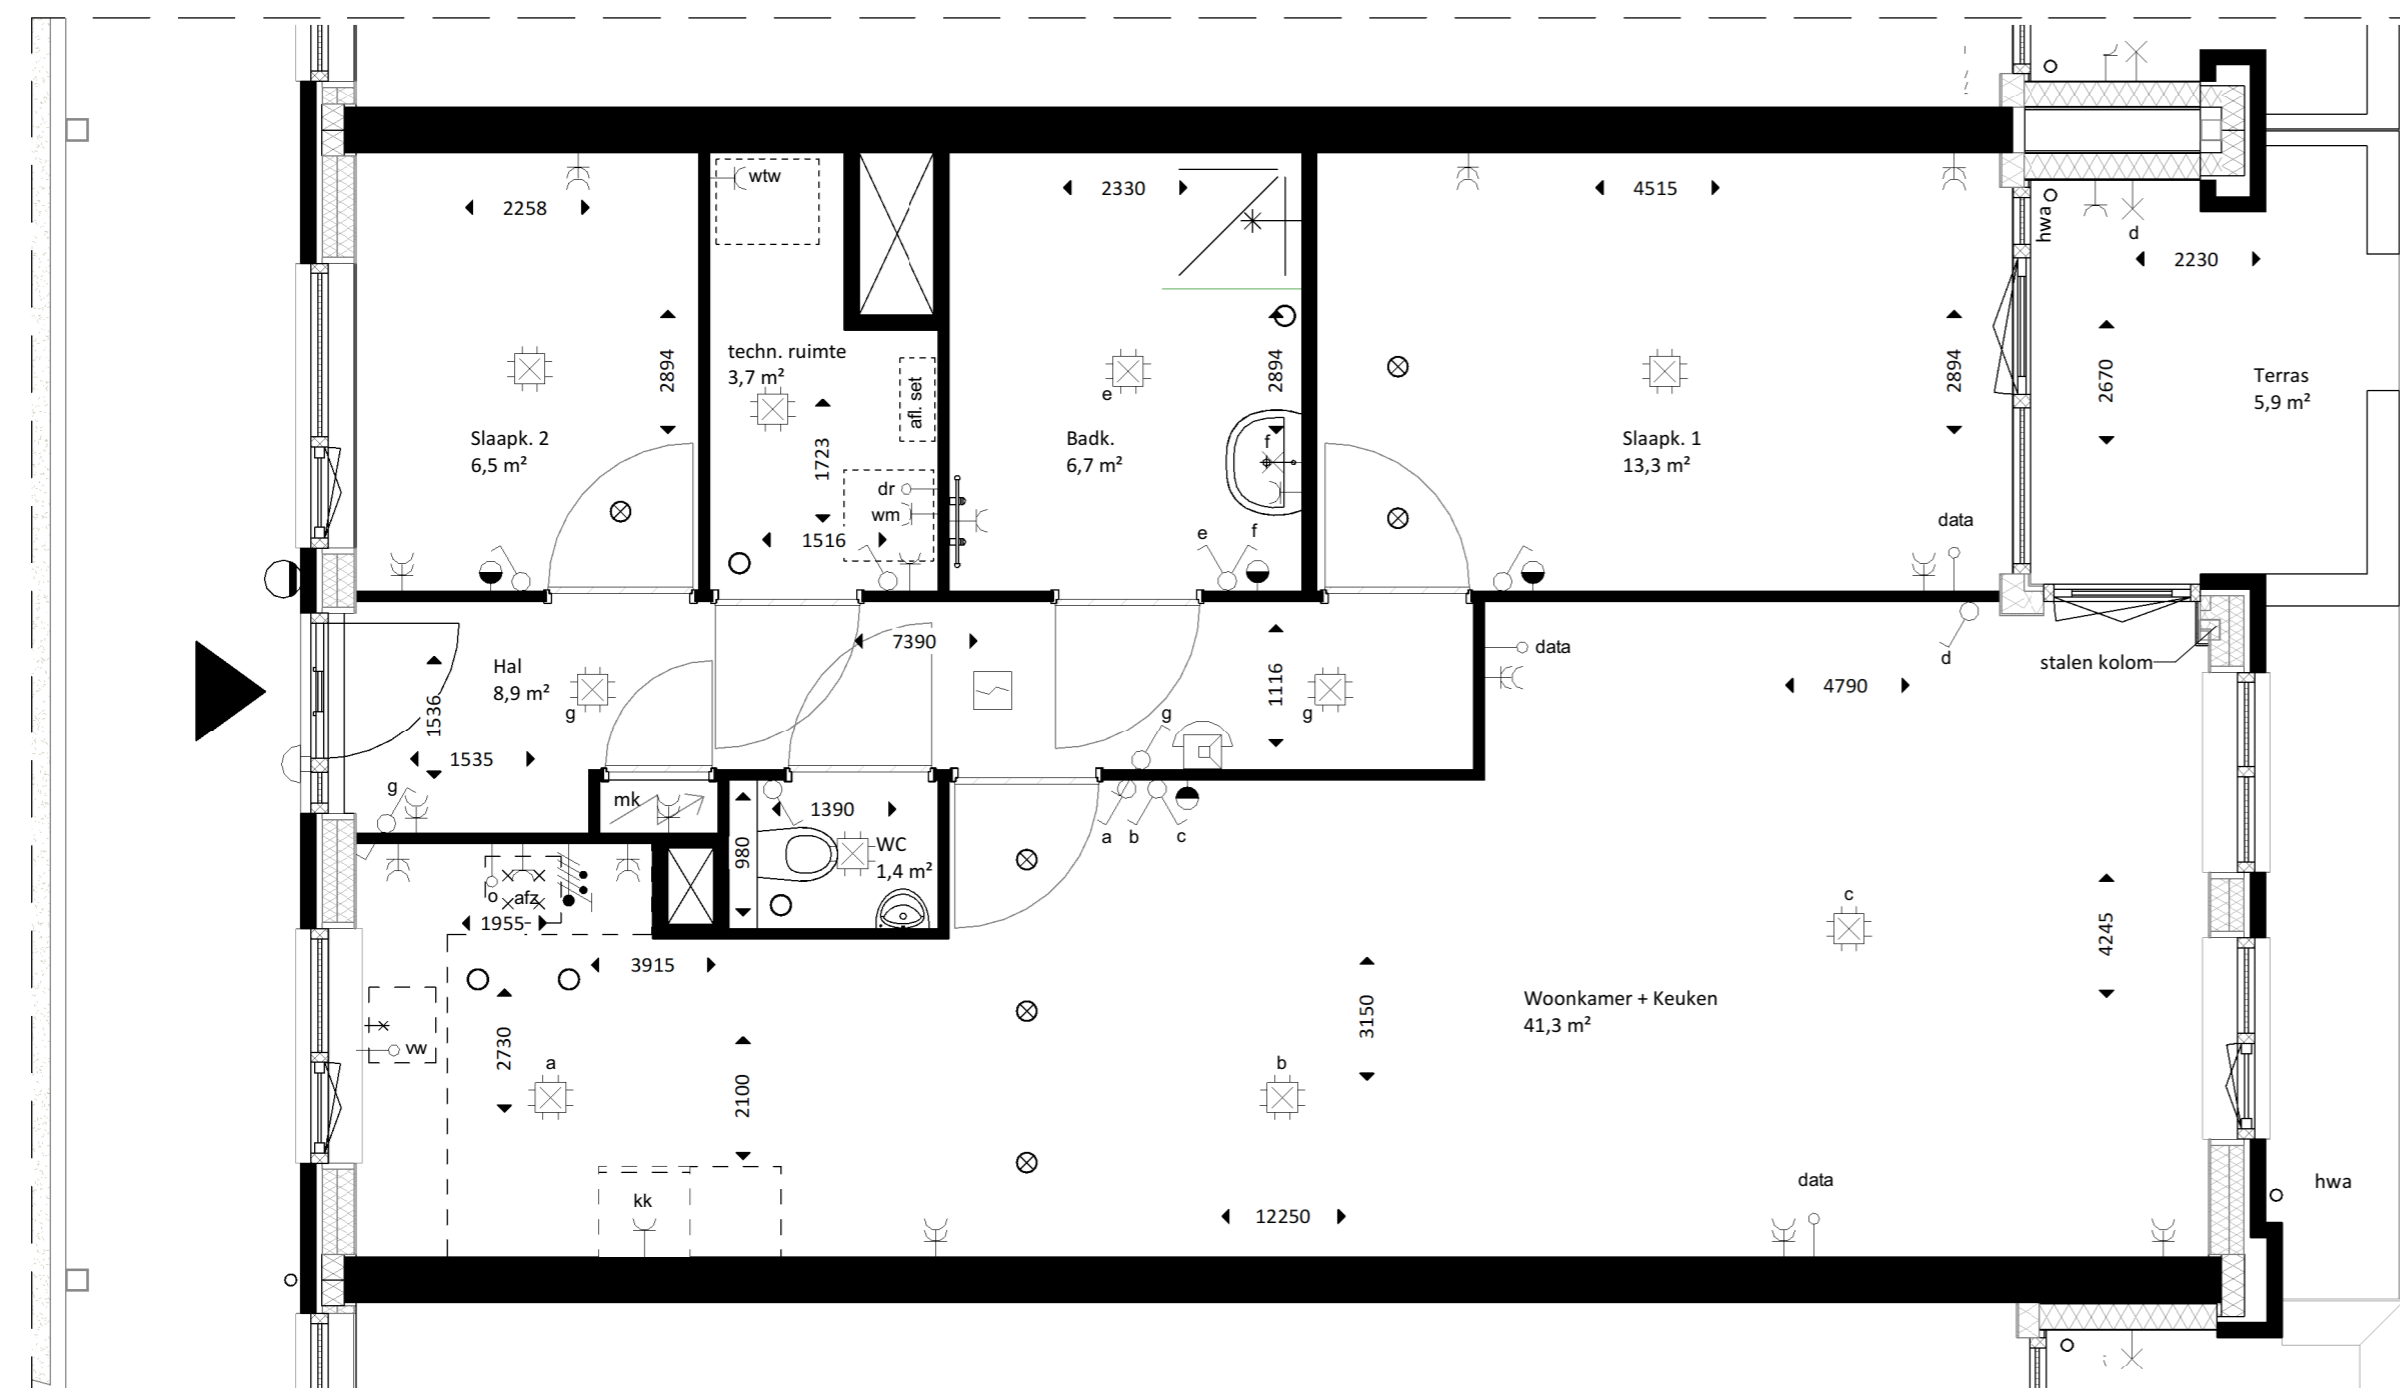 wtw
2330
4515
2258
hwa
d
2230
2894
techn. ruimte
3,7 m²
afl. set
e
2894
2894
2670
Terras
5,9 m²
Slaapk. 2
6,5 m²
1723
Badk.
6,7 m²
f
Slaapk. 1
13,3 m²
dr
wm
1516
e
f
data
7390
data
Hal
8,9 m²
g
1536
1116
g
g
d
stalen kolom
4790
1535
g
mk
1390
a
b
c
980
WC
1,4 m²
o
afz
1955
3915
c
4245
Woonkamer + Keuken
41,3 m²
3150
vw
2730
a
2100
b
kk
data
hwa
12250